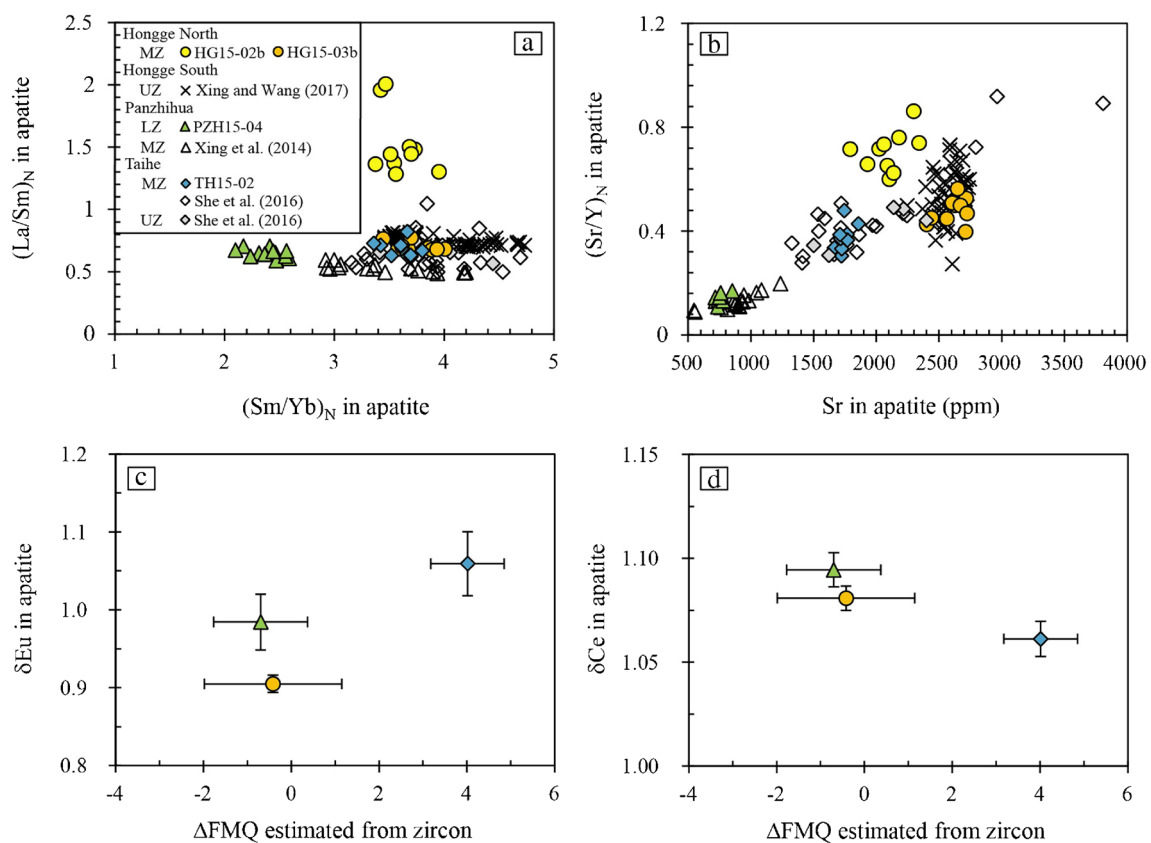 a
(La/Sm)N in apatite
2.5
2
1.5
1
0.5
0
Hongge North
MZ HG15-02b HG15-03b
Hongge South
UZ Xing and Wang (2017)
Panzhihua
LZ PZH15-04
MZ Xing et al. (2014)
Taihe
MZ TH15-02
She et al. (2016)
UZ She et al. (2016)
1 2 3 4 5
(Sm/Yb)N in apatite
b
(Sr/Y)N in apatite
1.2
0.8
0.4
0
500 1000 1500 2000 2500 3000 3500 4000
Sr in apatite (ppm)
c
δEu in apatite
1.2
1.1
1.0
0.9
0.8
-4 -2 0 2 4 6
ΔFMQ estimated from zircon
d
δCe in apatite
1.15
1.10
1.05
1.00
-4 -2 0 2 4 6
ΔFMQ estimated from zircon